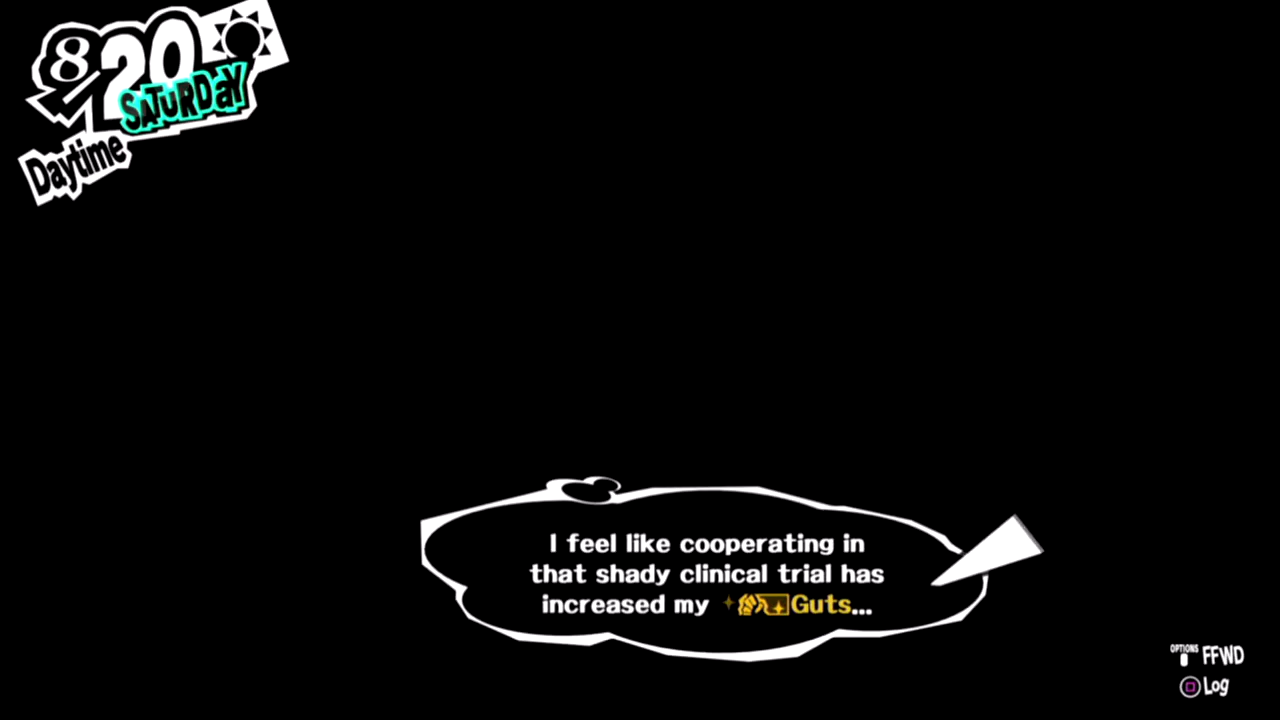 8/20
SATURDaY
Daytime
I feel like cooperating in
that shady clinical trial has
increased my Guts...
OPTIONS FFWD
Log